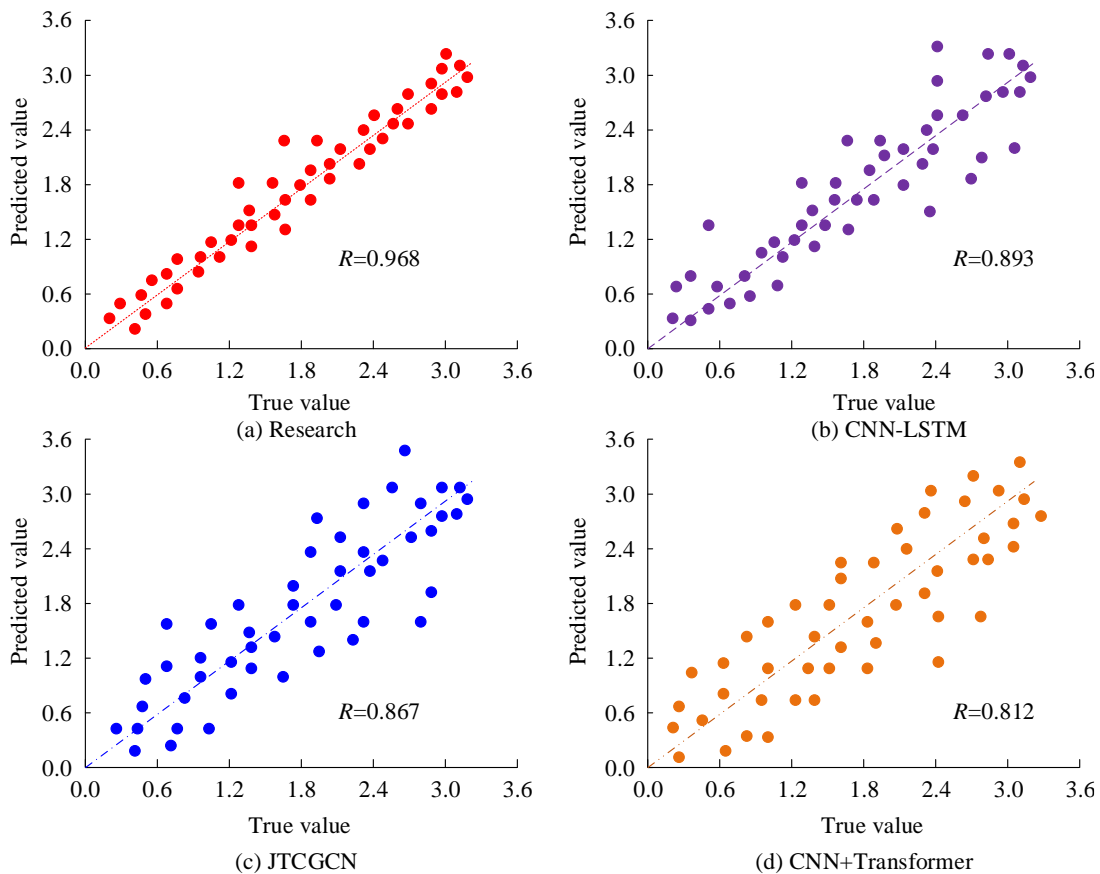 3.6
3.0
2.4
1.8
1.2
0.6
0.0
Predicted value
R=0.968
0.0 0.6 1.2 1.8 2.4 3.0 3.6
True value
(a) Research
3.6
3.0
2.4
1.8
1.2
0.6
0.0
Predicted value
R=0.893
0.0 0.6 1.2 1.8 2.4 3.0 3.6
True value
(b) CNN-LSTM
3.6
3.0
2.4
1.8
1.2
0.6
0.0
Predicted value
R=0.867
0.0 0.6 1.2 1.8 2.4 3.0 3.6
True value
(c) JTCGCN
3.6
3.0
2.4
1.8
1.2
0.6
0.0
Predicted value
R=0.812
0.0 0.6 1.2 1.8 2.4 3.0 3.6
True value
(d) CNN+Transformer